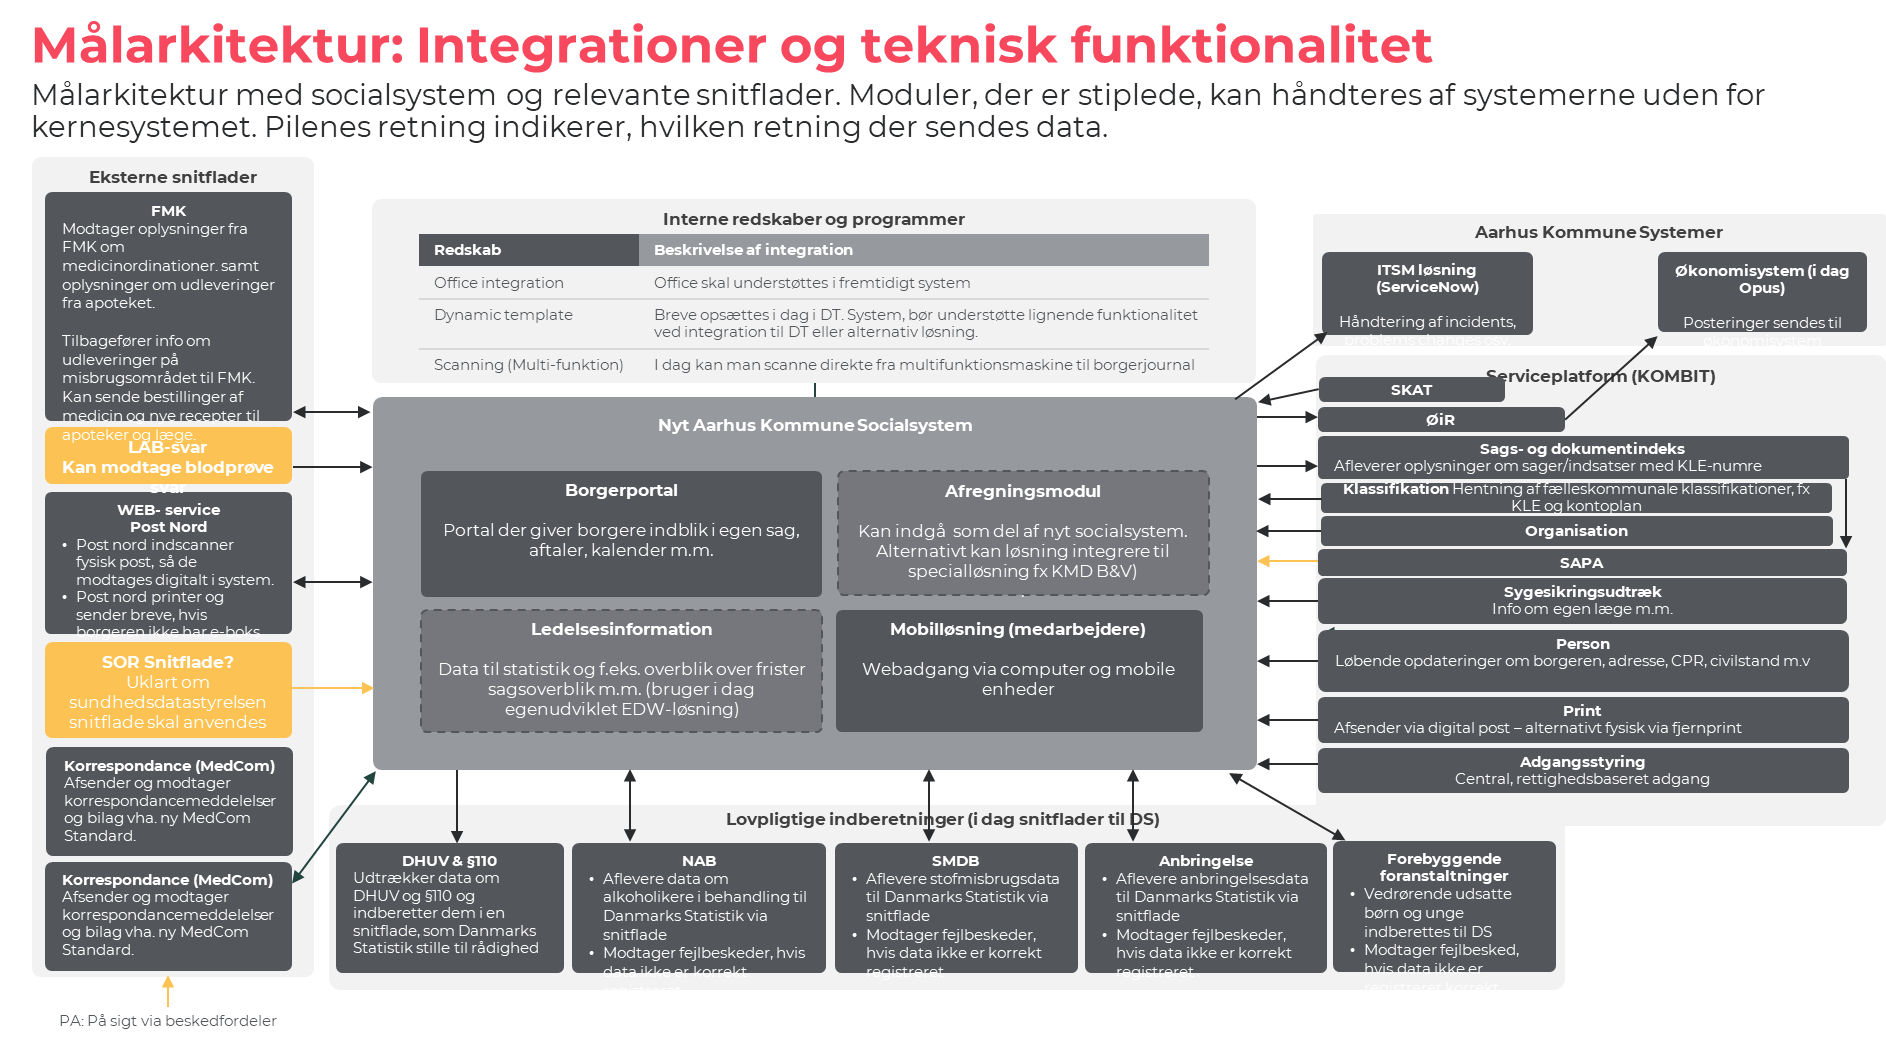 Målarkitektur: Integrationer og teknisk funktionalitet
Målarkitektur med socialsystem og relevante snitflader. Moduler, der er stiplede, kan håndteres af systemerne uden for
kernesystemet. Pilenes retning indikerer, hvilken retning der sendes data.
Eksterne snitflader
FMK
Modtager oplysninger fra
FMK om
medicinordinationer. samt
oplysninger om udleveringer
fra apoteket.
Tilbagefører info om
udleveringer på
misbrugsområdet til FMK.
Kan sende bestillinger af
medicin og nye recepter til
apoteker og læge.
LAB-svar
Kan modtage blodprøve
svar
WEB- service
Post Nord
• Post nord indscanner
fysisk post, så de
modtages digitalt i system.
• Post nord printer og
sender breve, hvis
borgeren ikke har e-boks
SOR Snitflade?
Uklart om
sundhedsdatastyrelsen
snitflade skal anvendes
Korrespondance (MedCom)
Afsender og modtager
korrespondancemeddelelser
og bilag vha. ny MedCom
Standard.
Korrespondance (MedCom)
Afsender og modtager
korrespondancemeddelelser
og bilag vha. ny MedCom
Standard.
PA: På sigt via beskedfordeler
Interne redskaber og programmer
Redskab Beskrivelse af integration
Office integration Office skal understøttes i fremtidigt system
Dynamic template Breve opsættes i dag i DT. System, bør understøtte lignende funktionalitet
ved integration til DT eller alternativ løsning.
Scanning (Multi-funktion) I dag kan man scanne direkte fra multifunktionsmaskine til borgerjournal
Nyt Aarhus Kommune Socialsystem
Borgerportal
Portal der giver borgere indblik i egen sag,
aftaler, kalender m.m.
Afregningsmodul
Kan indgå som del af nyt socialsystem.
Alternativt kan løsning integrere til
specialløsning fx KMD B&V)
.
Ledelsesinformation
Data til statistik og f.eks. overblik over frister
sagsoverblik m.m. (bruger i dag
egenudviklet EDW-løsning)
Mobilløsning (medarbejdere)
Webadgang via computer og mobile
enheder
Aarhus Kommune Systemer
ITSM løsning
(ServiceNow)
Håndtering af incidents,
problems changes osv.
Økonomisystem (i dag
Opus)
Posteringer sendes til
økonomisystem
Serviceplatform (KOMBIT)
SKAT
ØiR
Sags- og dokumentindeks
Afleverer oplysninger om sager/indsatser med KLE-numre
Klassifikation Hentning af fælleskommunale klassifikationer, fx
KLE og kontoplan
Organisation
SAPA
Sygesikringsudtræk
Info om egen læge m.m.
Person
Løbende opdateringer om borgeren, adresse, CPR, civilstand m.v
Print
Afsender via digital post – alternativt fysisk via fjernprint
Adgangsstyring
Central, rettighedsbaseret adgang
Lovpligtige indberetninger (i dag snitflader til DS)
DHUV & §110
Udtrækker data om
DHUV og §110 og
indberetter dem i en
snitflade, som Danmarks
Statistik stille til rådighed
NAB
• Aflevere data om
alkoholikere i behandling til
Danmarks Statistik via
snitflade
• Modtager fejlbeskeder, hvis
data ikke er korrekt
registreret
SMDB
• Aflevere stofmisbrugsdata
til Danmarks Statistik via
snitflade
• Modtager fejlbeskeder,
hvis data ikke er korrekt
registreret
Anbringelse
• Aflevere anbringelsesdata
til Danmarks Statistik via
snitflade
• Modtager fejlbeskeder,
hvis data ikke er korrekt
registreret
Forebyggende
foranstaltninger
• Vedrørende udsatte
børn og unge
indberettes til DS
• Modtager fejlbesked,
hvis data ikke er
registreret korrekt